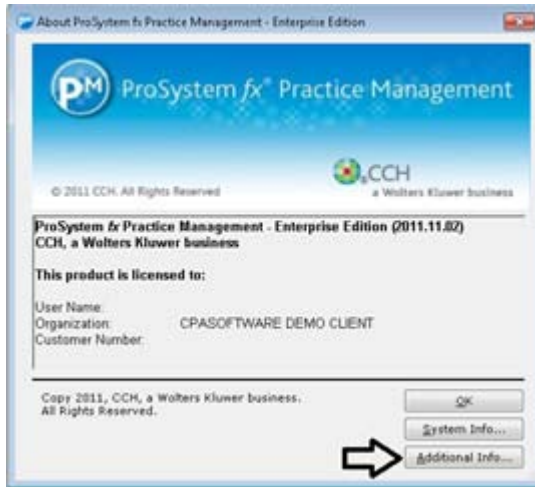 About ProSystem fx Practice Management - Enterprise Edition
PM ProSystem fx® Practice Management
© 2011 CCH. All Rights Reserved
CCH
a Wolters Kluwer business
ProSystem fx Practice Management - Enterprise Edition (2011.11.02)
CCH, a Wolters Kluwer business
This product is licensed to:
User Name:
Organization: CPASOFTWARE DEMO CLIENT
Customer Number:
Copy 2011, CCH, a Wolters Kluwer business.
All Rights Reserved.
OK
System Info...
Additional Info...